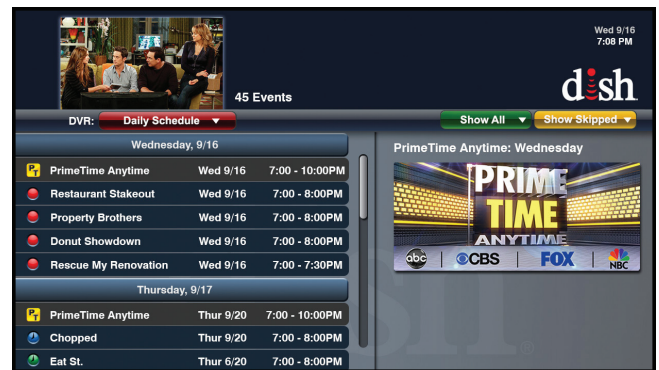 Wed 9/16
7:08 PM
45 Events
dish
DVR: Daily Schedule
Show All
Show Skipped
Wednesday, 9/16
PrimeTime Anytime: Wednesday
PT PrimeTime Anytime Wed 9/16 7:00 - 10:00PM
Restaurant Stakeout Wed 9/16 7:00 - 8:00PM
Property Brothers Wed 9/16 7:00 - 8:00PM
Donut Showdown Wed 9/16 7:00 - 8:00PM
Rescue My Renovation Wed 9/16 7:00 - 7:30PM
PRIME
TIME
ANYTIME
abc CBS FOX NBC
Thursday, 9/17
PT PrimeTime Anytime Thur 9/20 7:00 - 10:00PM
Chopped Thur 9/20 7:00 - 8:00PM
Eat St. Thur 6/20 7:00 - 8:00PM